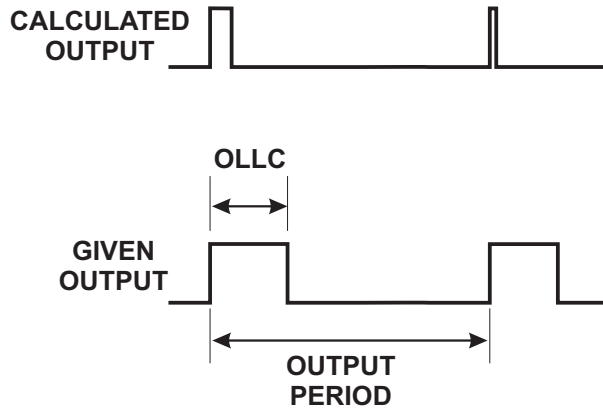 CALCULATED
OUTPUT
OLLC
GIVEN
OUTPUT
OUTPUT
PERIOD